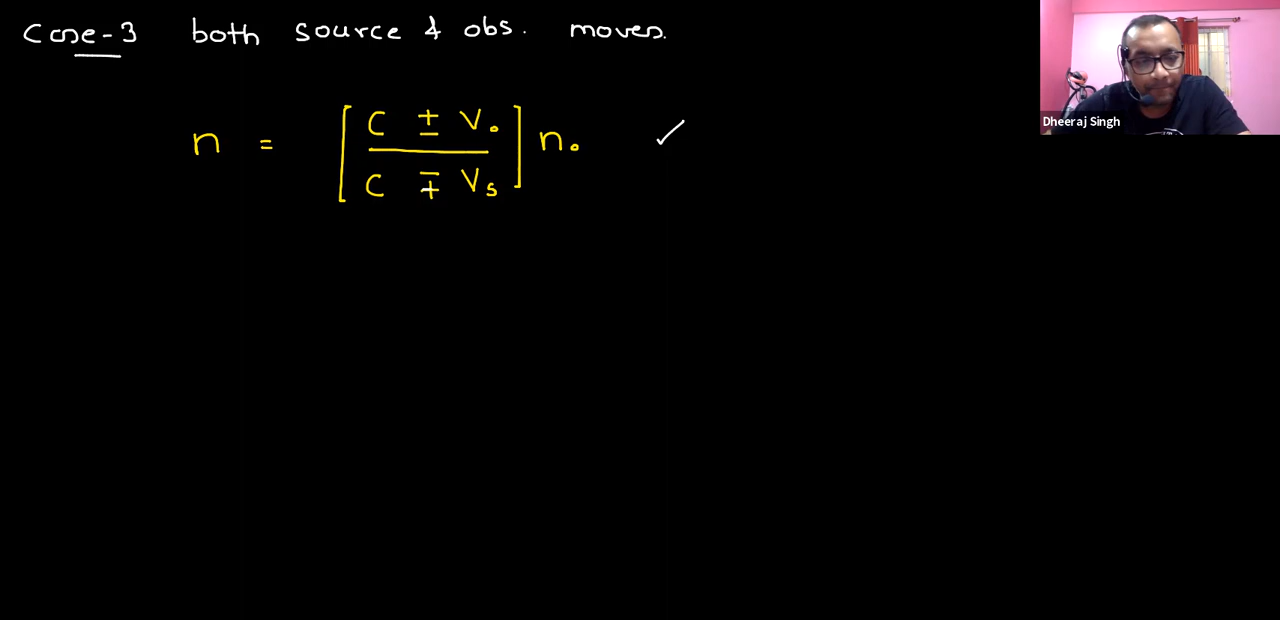 Case-3 both source & obs. moves.
n = [ C ± V₀ / C ∓ Vs ] n₀ ✓
Dheeraj Singh